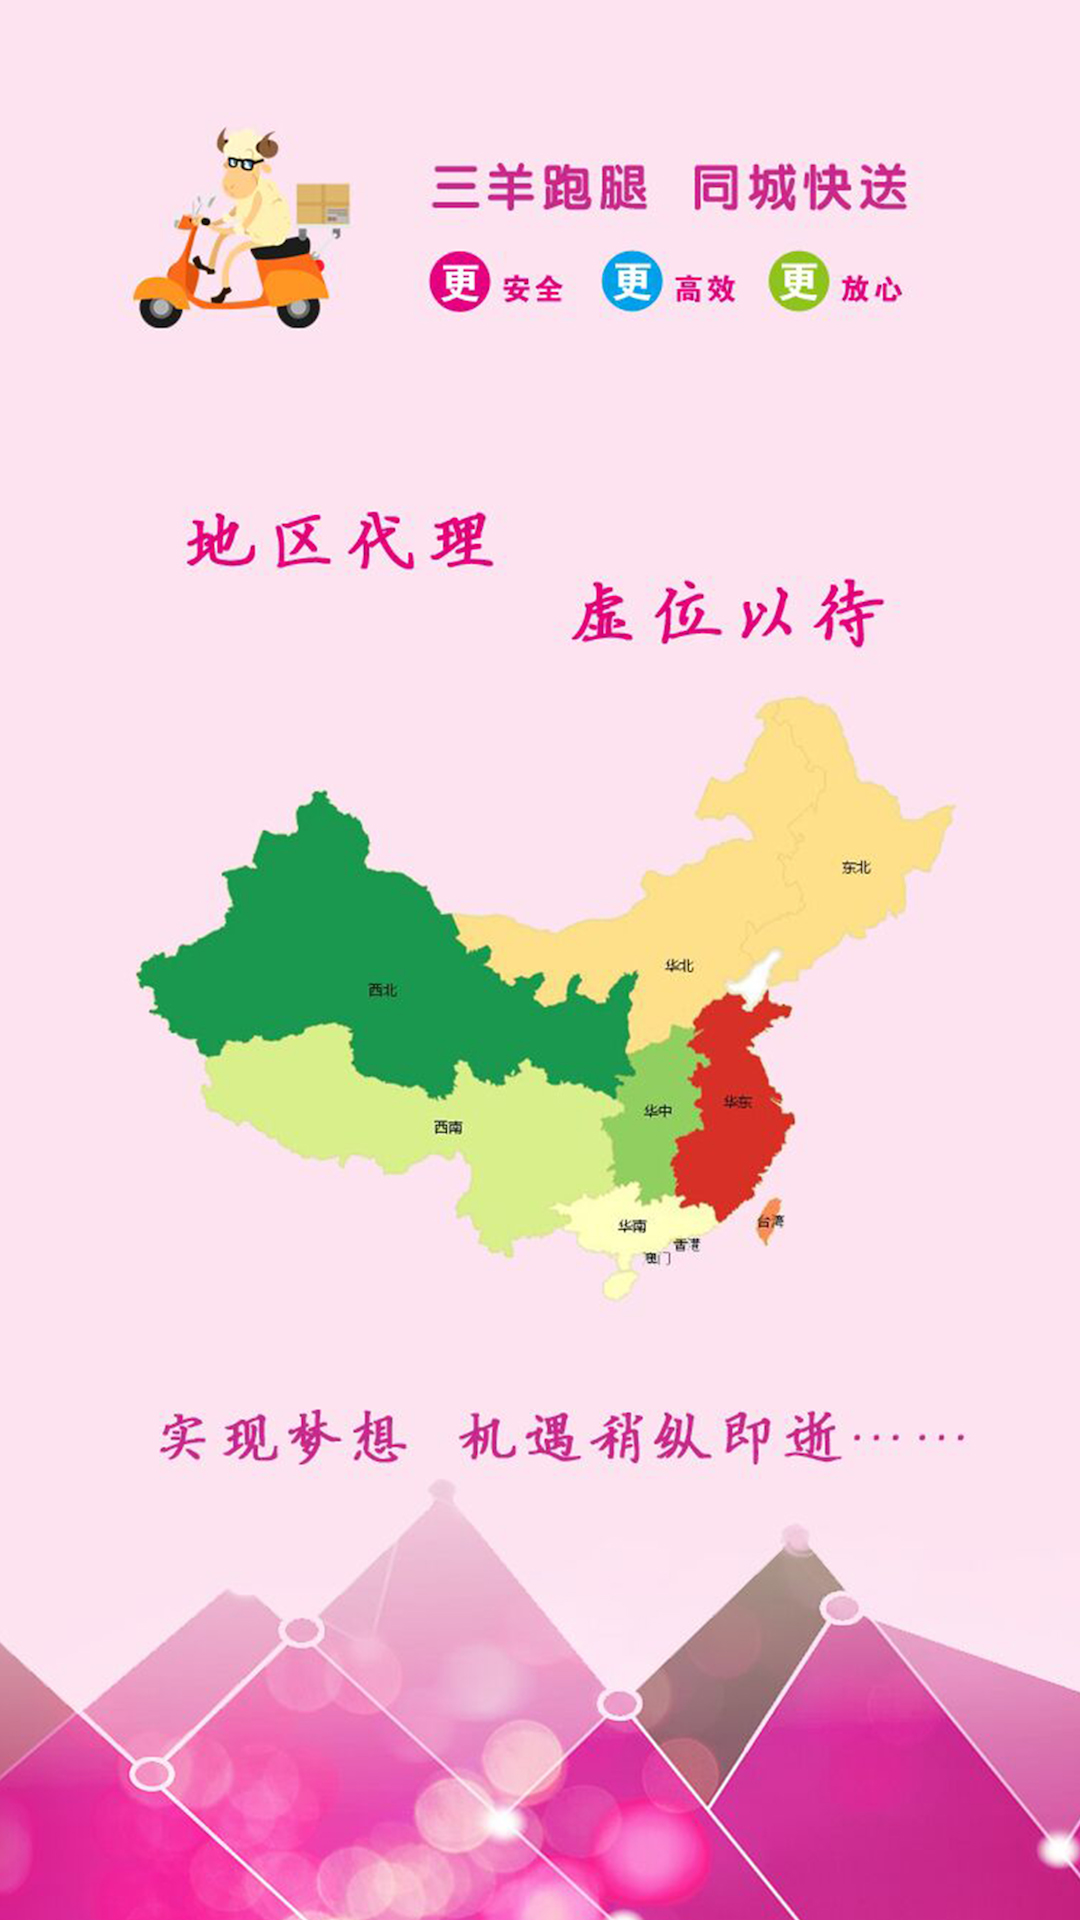 三羊跑腿 同城快送
更 安全 更 高效 更 放心
地区代理
虚位以待
东北
华北
西北
华东
华中
西南
台湾
华南
香港
澳门
实现梦想 机遇稍纵即逝……